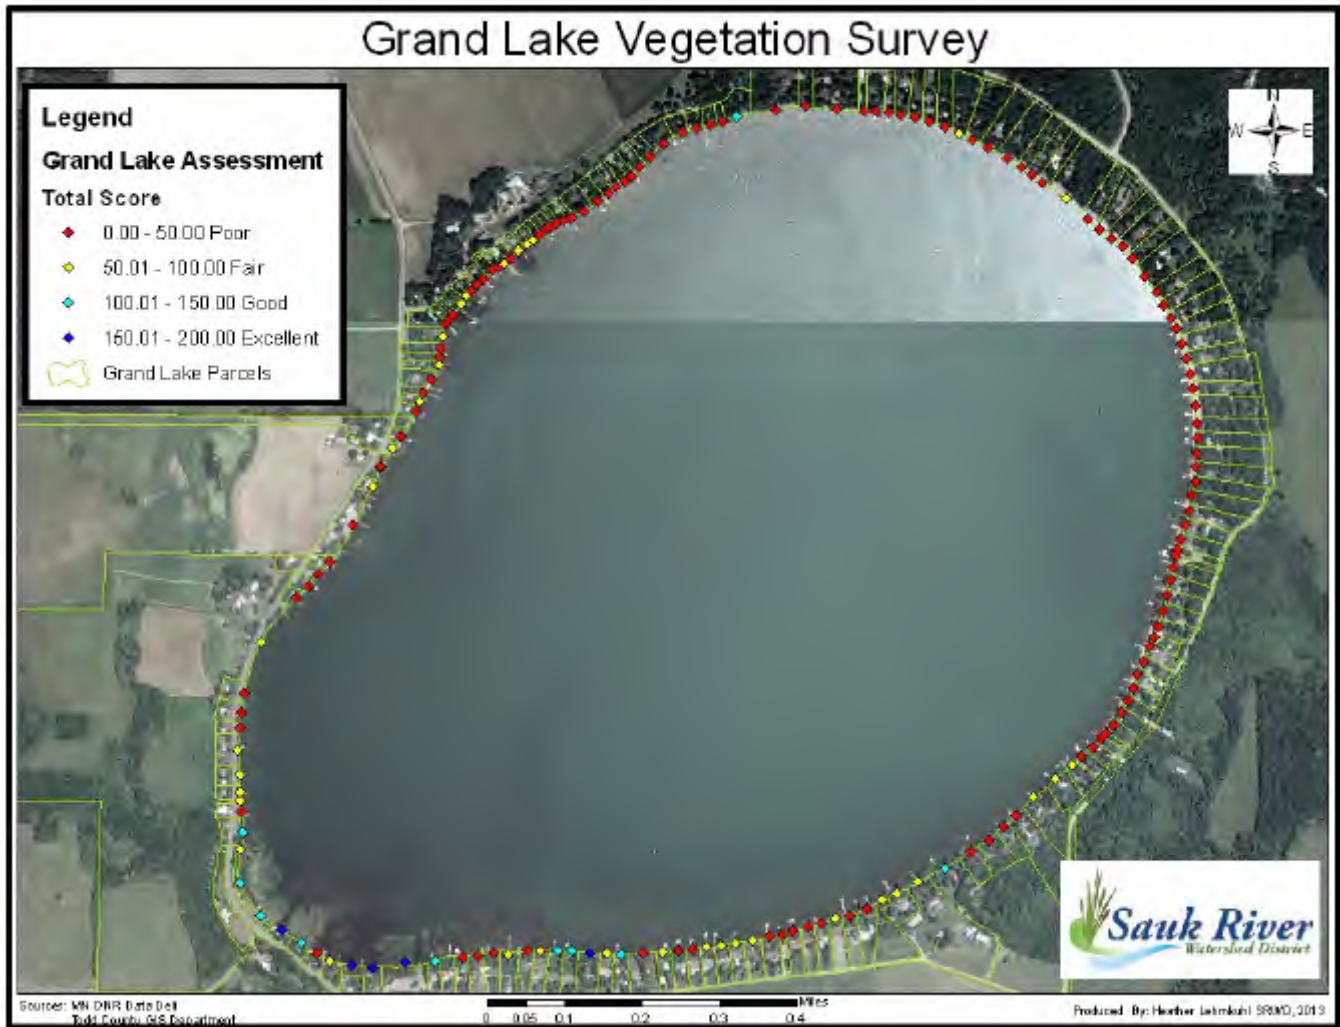 Grand Lake Vegetation Survey
Legend
Grand Lake Assessment
Total Score
0.00 - 50.00 Poor
50.01 - 100.00 Fair
100.01 - 150.00 Good
150.01 - 200.00 Excellent
Grand Lake Parcels
N
W E
S
Sauk River
Watershed District
Sources: MN DNR Data Deli
Todd County GIS Department
Miles
0 0.05 0.1 0.2 0.3 0.4
Produced By: Heather Lehmkuhl SRWD, 2013